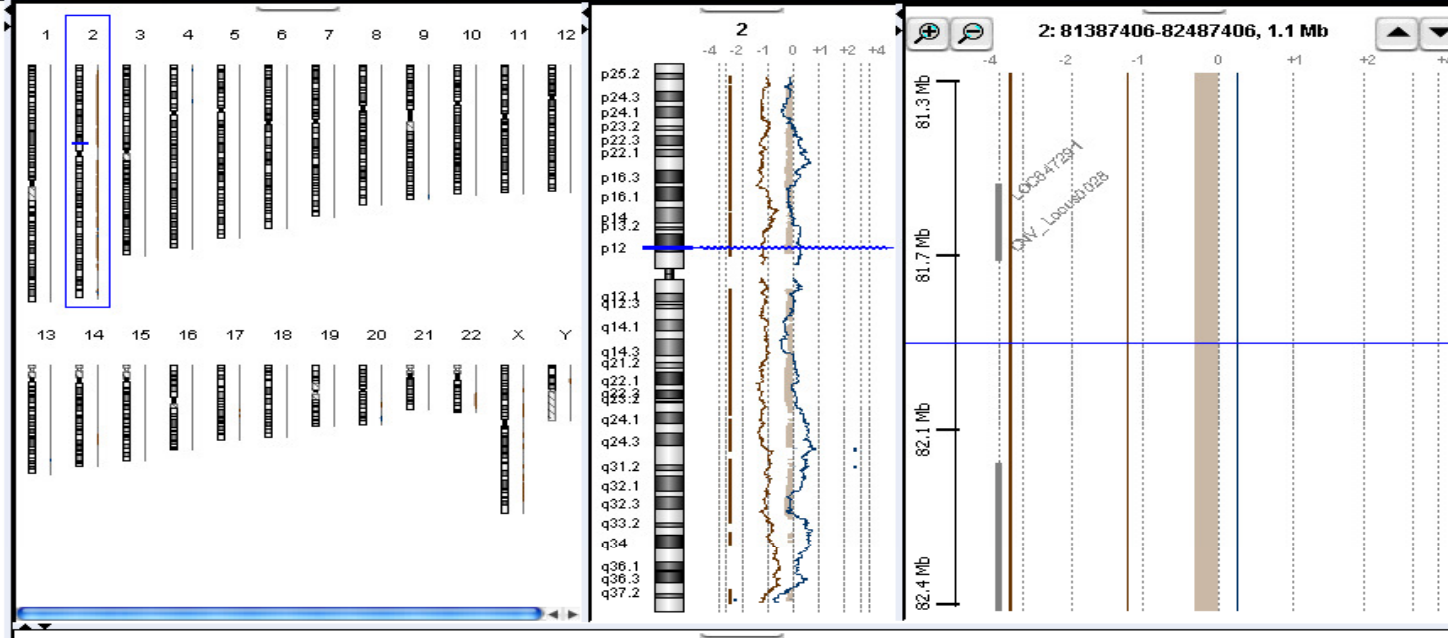 1 2 3 4 5 6 7 8 9 10 11 12
13 14 15 16 17 18 19 20 21 22 X Y
2
-4 -2 -1 0 +1 +2 +4
p25.2
p24.3
p24.1
p23.2
p22.3
p22.1
p16.3
p16.1
p14
p13.2
p12
q12.1
q12.3
q14.1
q14.3
q21.2
q22.1
q23.2
q24.1
q24.3
q31.2
q32.1
q32.3
q33.2
q34
q36.1
q36.3
q37.2
2: 81387406-82487406, 1.1 Mb
-4 -2 -1 0 +1 +2
81.3 Mb
81.7 Mb
82.1 Mb
82.4 Mb